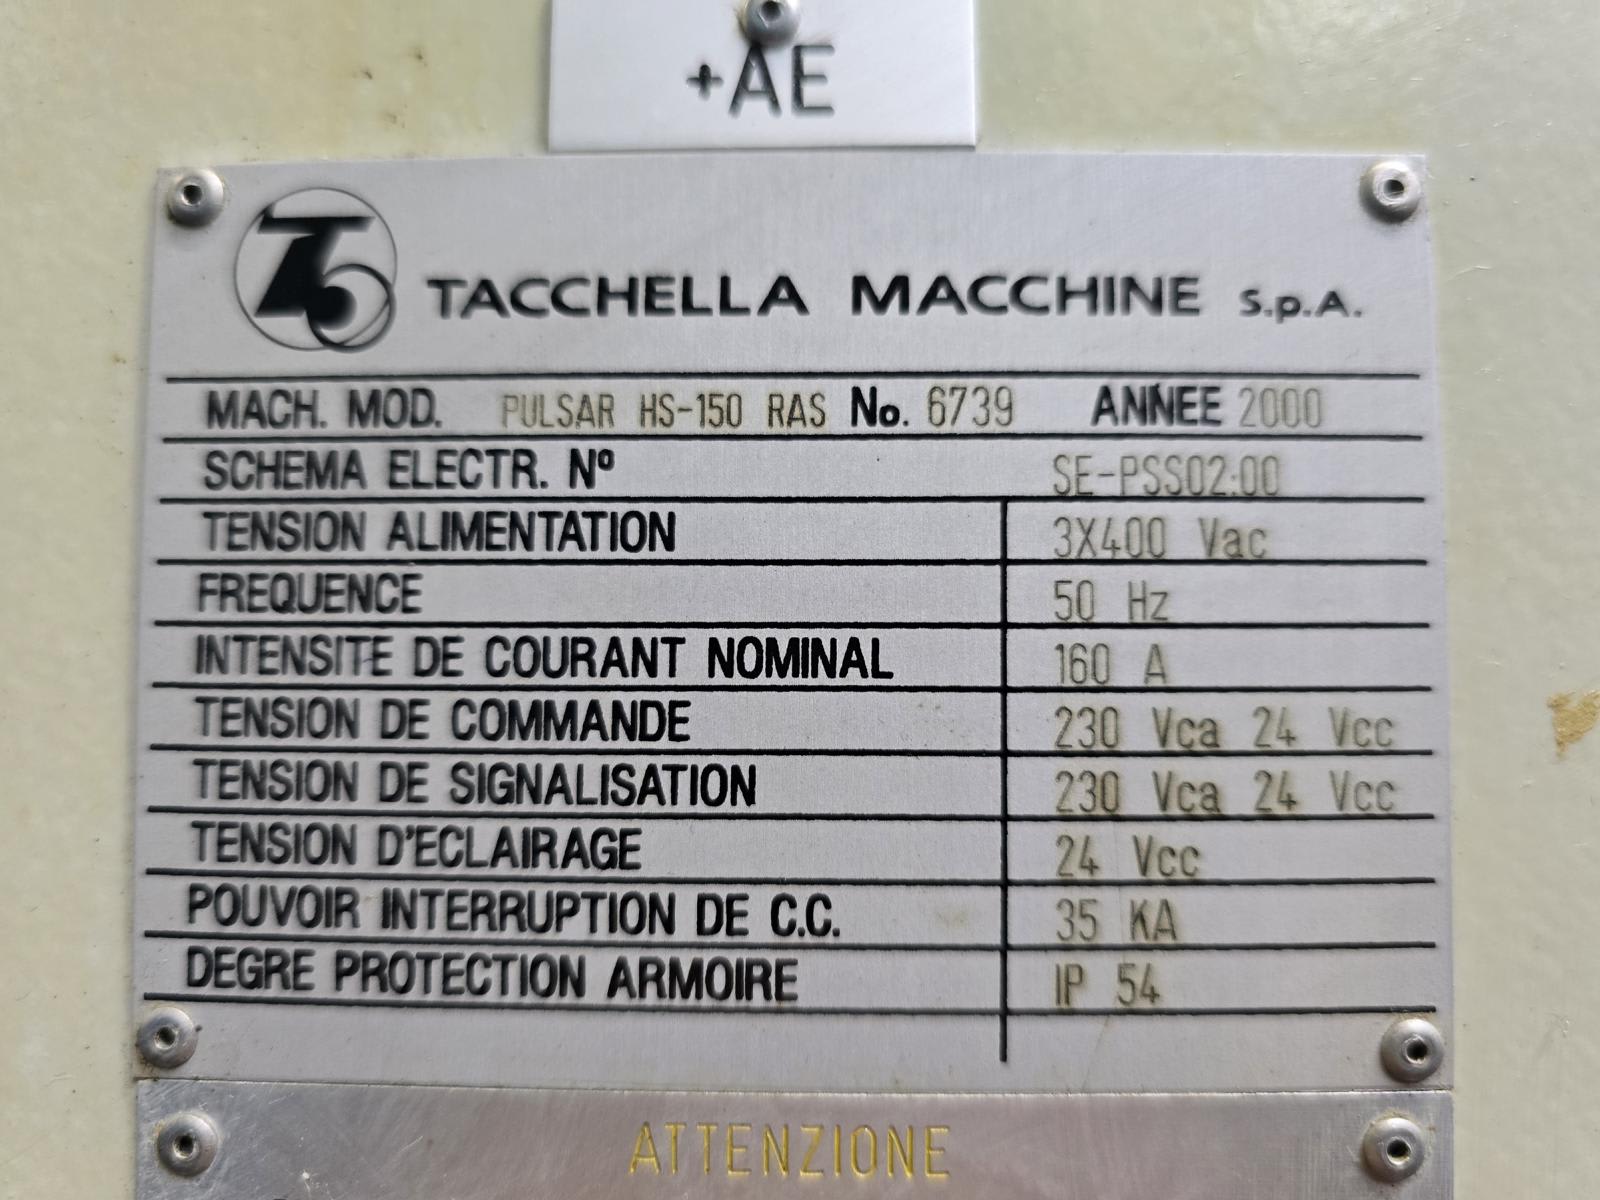 +AE
TACCHELLA MACCHINE S.p.A.
MACH. MOD. PULSAR HS-150 RAS No. 6739 ANNEE 2000
SCHEMA ELECTR. Nº SE-PSS02.00
TENSION ALIMENTATION 3X400 Vac
FREQUENCE 50 Hz
INTENSITE DE COURANT NOMINAL 160 A
TENSION DE COMMANDE 230 Vca 24 Vcc
TENSION DE SIGNALISATION 230 Vca 24 Vcc
TENSION D'ECLAIRAGE 24 Vcc
POUVOIR INTERRUPTION DE C.C. 35 KA
DEGRE PROTECTION ARMOIRE IP 54
ATTENZIONE